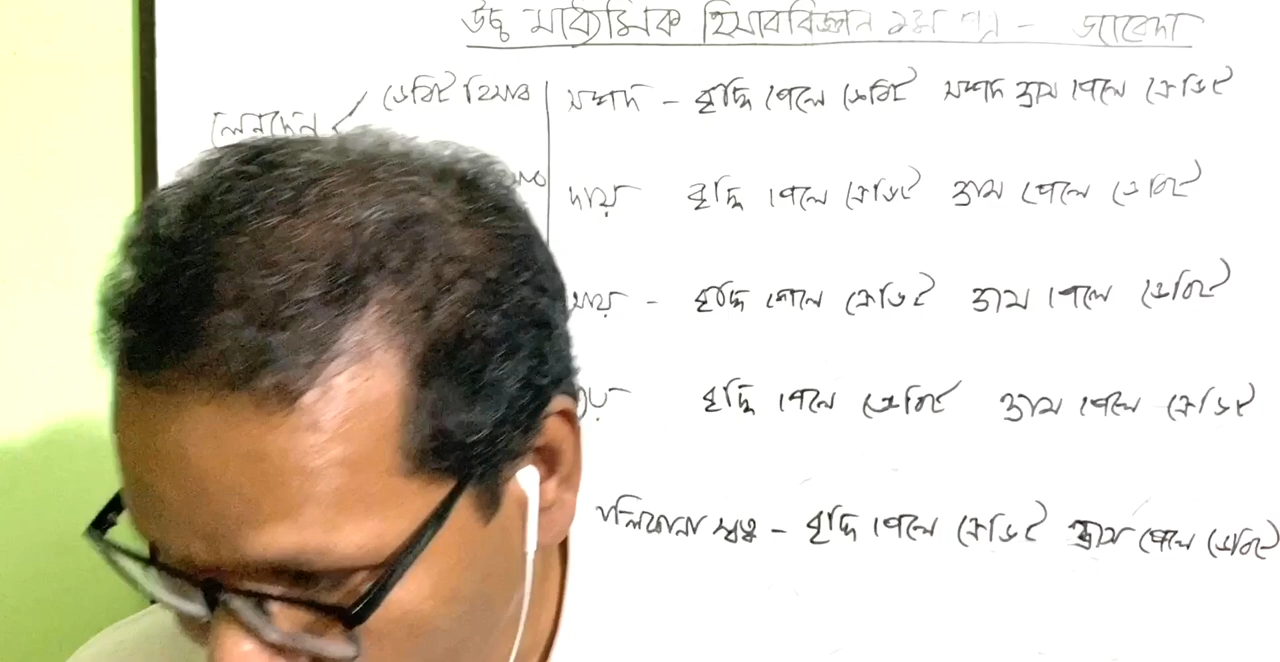 উচ্চ মাধ্যমিক হিসাববিজ্ঞান ১ম পত্র - জাবেদা
ডেবিট হিসাব
লেনদেন
সম্পদ - বৃদ্ধি পেলে ডেবিট সম্পদ হ্রাস পেলে ক্রেডিট
দায় বৃদ্ধি পেলে ক্রেডিট হ্রাস পেলে ডেবিট
আয় - বৃদ্ধি পেলে ক্রেডিট হ্রাস পেলে ডেবিট
বৃদ্ধি পেলে ডেবিট হ্রাস পেলে ক্রেডিট
মালিকানা স্বত্ব - বৃদ্ধি পেলে ক্রেডিট হ্রাস পেলে ডেবিট